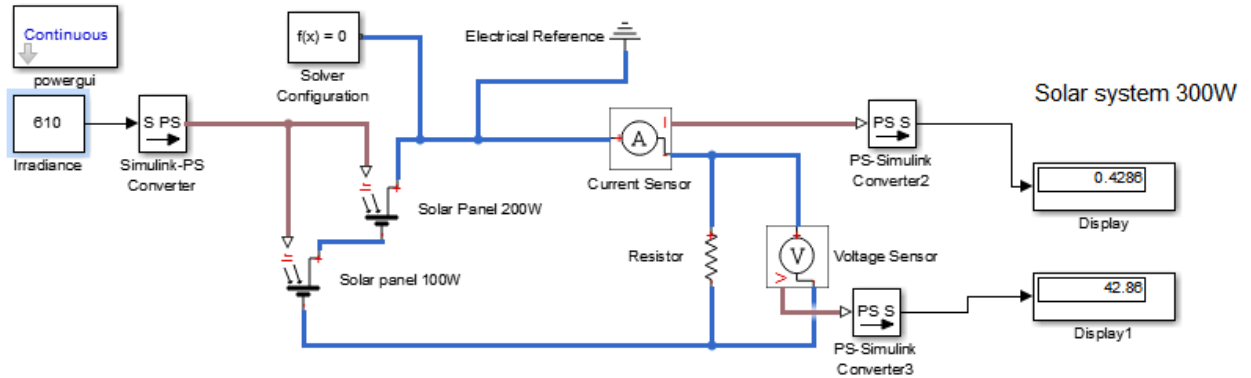 Continuous
powergui
f(x) = 0
Solver
Configuration
Electrical Reference
Solar system 300W
610
Irradiance
S PS
Simulink-PS
Converter
Ir
Solar Panel 200W
Ir
Solar panel 100W
A
I
Current Sensor
PS S
PS-Simulink
Converter2
0.4286
Display
Resistor
V
V
Voltage Sensor
PS S
PS-Simulink
Converter3
42.86
Display1